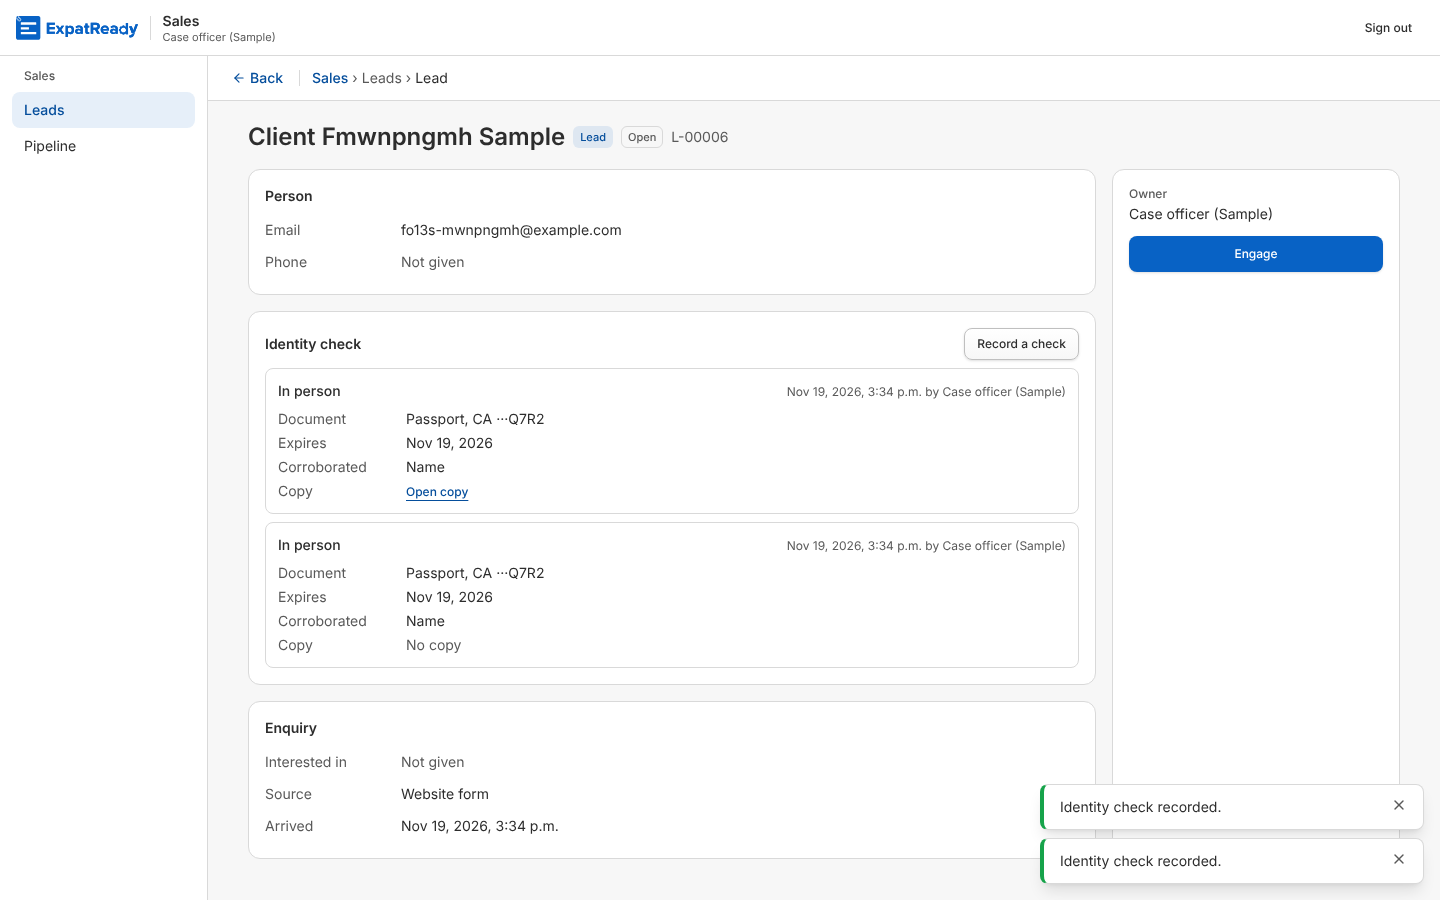 ExpatReady
Sales
Case officer (Sample)
Sign out
Sales
Leads
Pipeline
← Back
Sales › Leads › Lead
Client Fmwnpngmh Sample Lead Open L-00006
Person
Email fo13s-mwnpngmh@example.com
Phone Not given
Owner
Case officer (Sample)
Engage
Identity check Record a check
In person Nov 19, 2026, 3:34 p.m. by Case officer (Sample)
Document Passport, CA ···Q7R2
Expires Nov 19, 2026
Corroborated Name
Copy Open copy
In person Nov 19, 2026, 3:34 p.m. by Case officer (Sample)
Document Passport, CA ···Q7R2
Expires Nov 19, 2026
Corroborated Name
Copy No copy
Enquiry
Interested in Not given
Source Website form
Arrived Nov 19, 2026, 3:34 p.m.
Identity check recorded.
Identity check recorded.